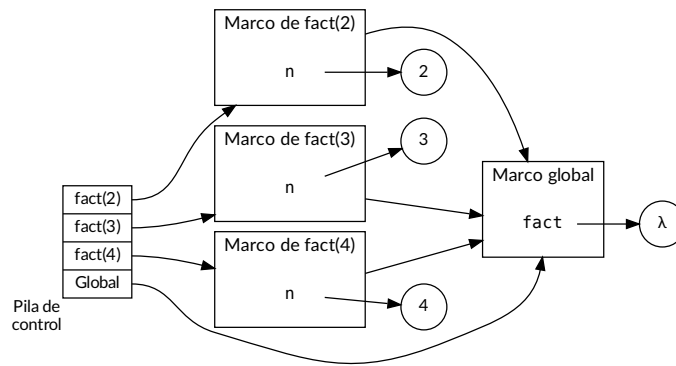 Marco de fact(2)
n
2
Marco de fact(3)
n
3
Marco de fact(4)
n
4
Marco global
fact
λ
fact(2)
fact(3)
fact(4)
Global
Pila de
control